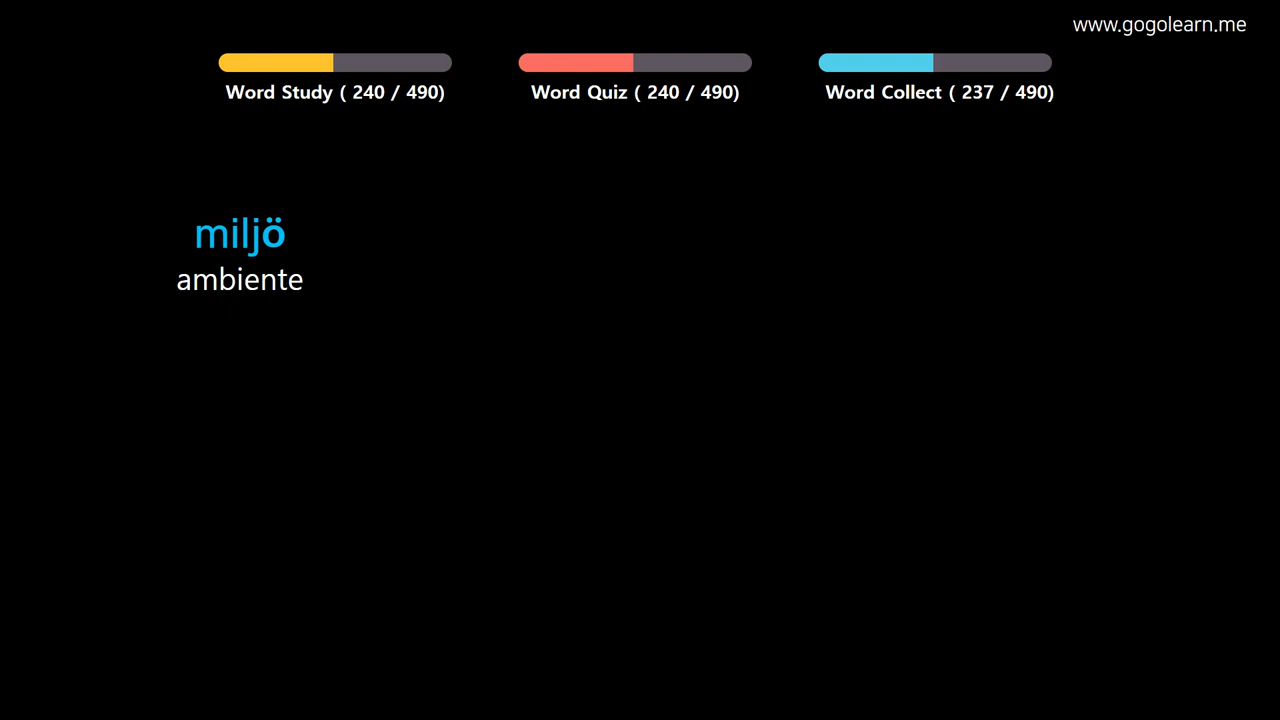 www.gogolearn.me
Word Study ( 240 / 490)
Word Quiz ( 240 / 490)
Word Collect ( 237 / 490)
miljö
ambiente